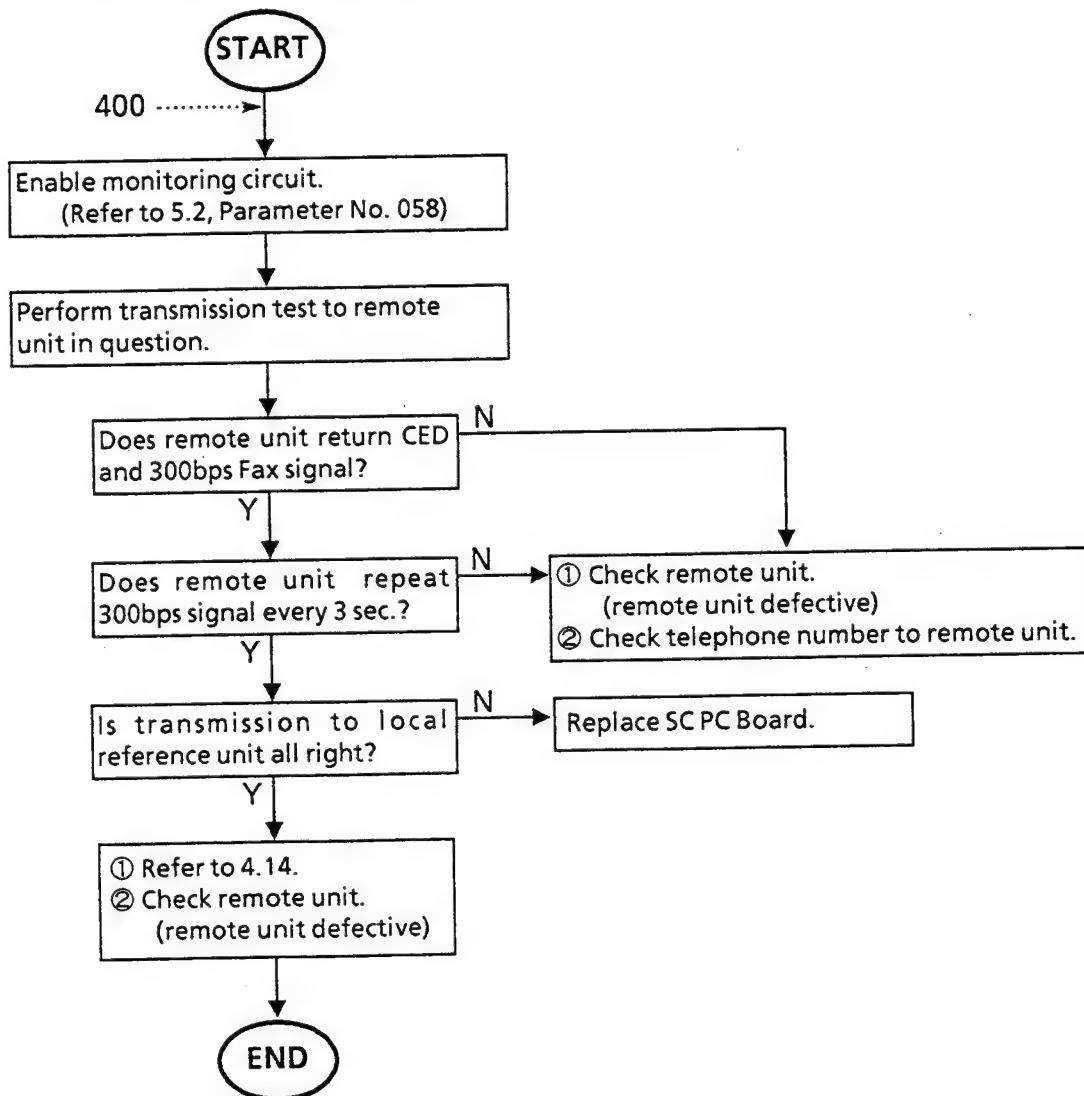 START
400
Enable monitoring circuit.
(Refer to 5.2, Parameter No. 058)
Perform transmission test to remote
unit in question.
Does remote unit return CED
and 300bps Fax signal?
N
Y
Does remote unit repeat
300bps signal every 3 sec.?
N
Y
① Check remote unit.
(remote unit defective)
② Check telephone number to remote unit.
Is transmission to local
reference unit all right?
N
Y
Replace SC PC Board.
① Refer to 4.14.
② Check remote unit.
(remote unit defective)
END